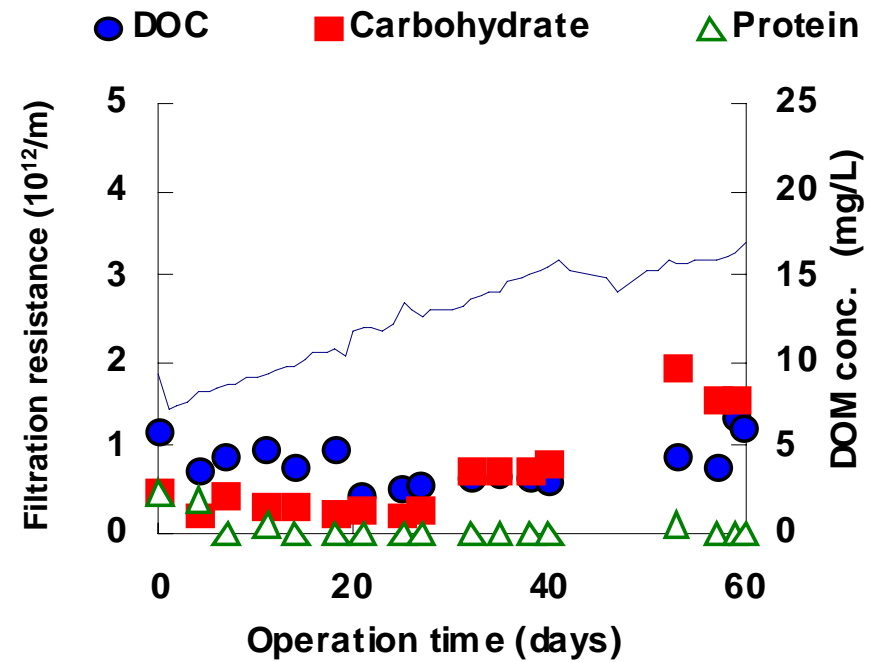 DOC Carbohydrate Protein
Filtration resistance (10¹²/m)
5
4
3
2
1
0
25
20
15
10
5
0
DOM conc. (mg/L)
0 20 40 60
Operation time (days)